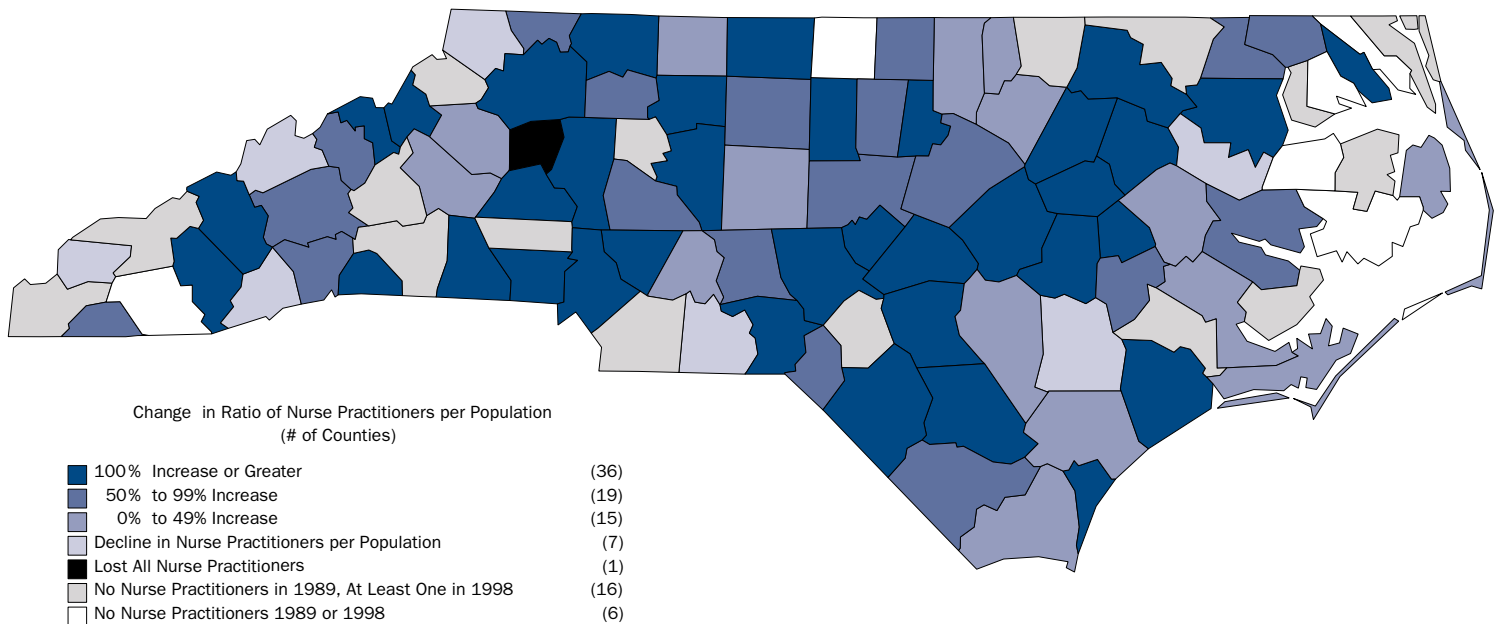 Change in Ratio of Nurse Practitioners per Population
(# of Counties)
100% Increase or Greater (36)
50% to 99% Increase (19)
0% to 49% Increase (15)
Decline in Nurse Practitioners per Population (7)
Lost All Nurse Practitioners (1)
No Nurse Practitioners in 1989, At Least One in 1998 (16)
No Nurse Practitioners 1989 or 1998 (6)